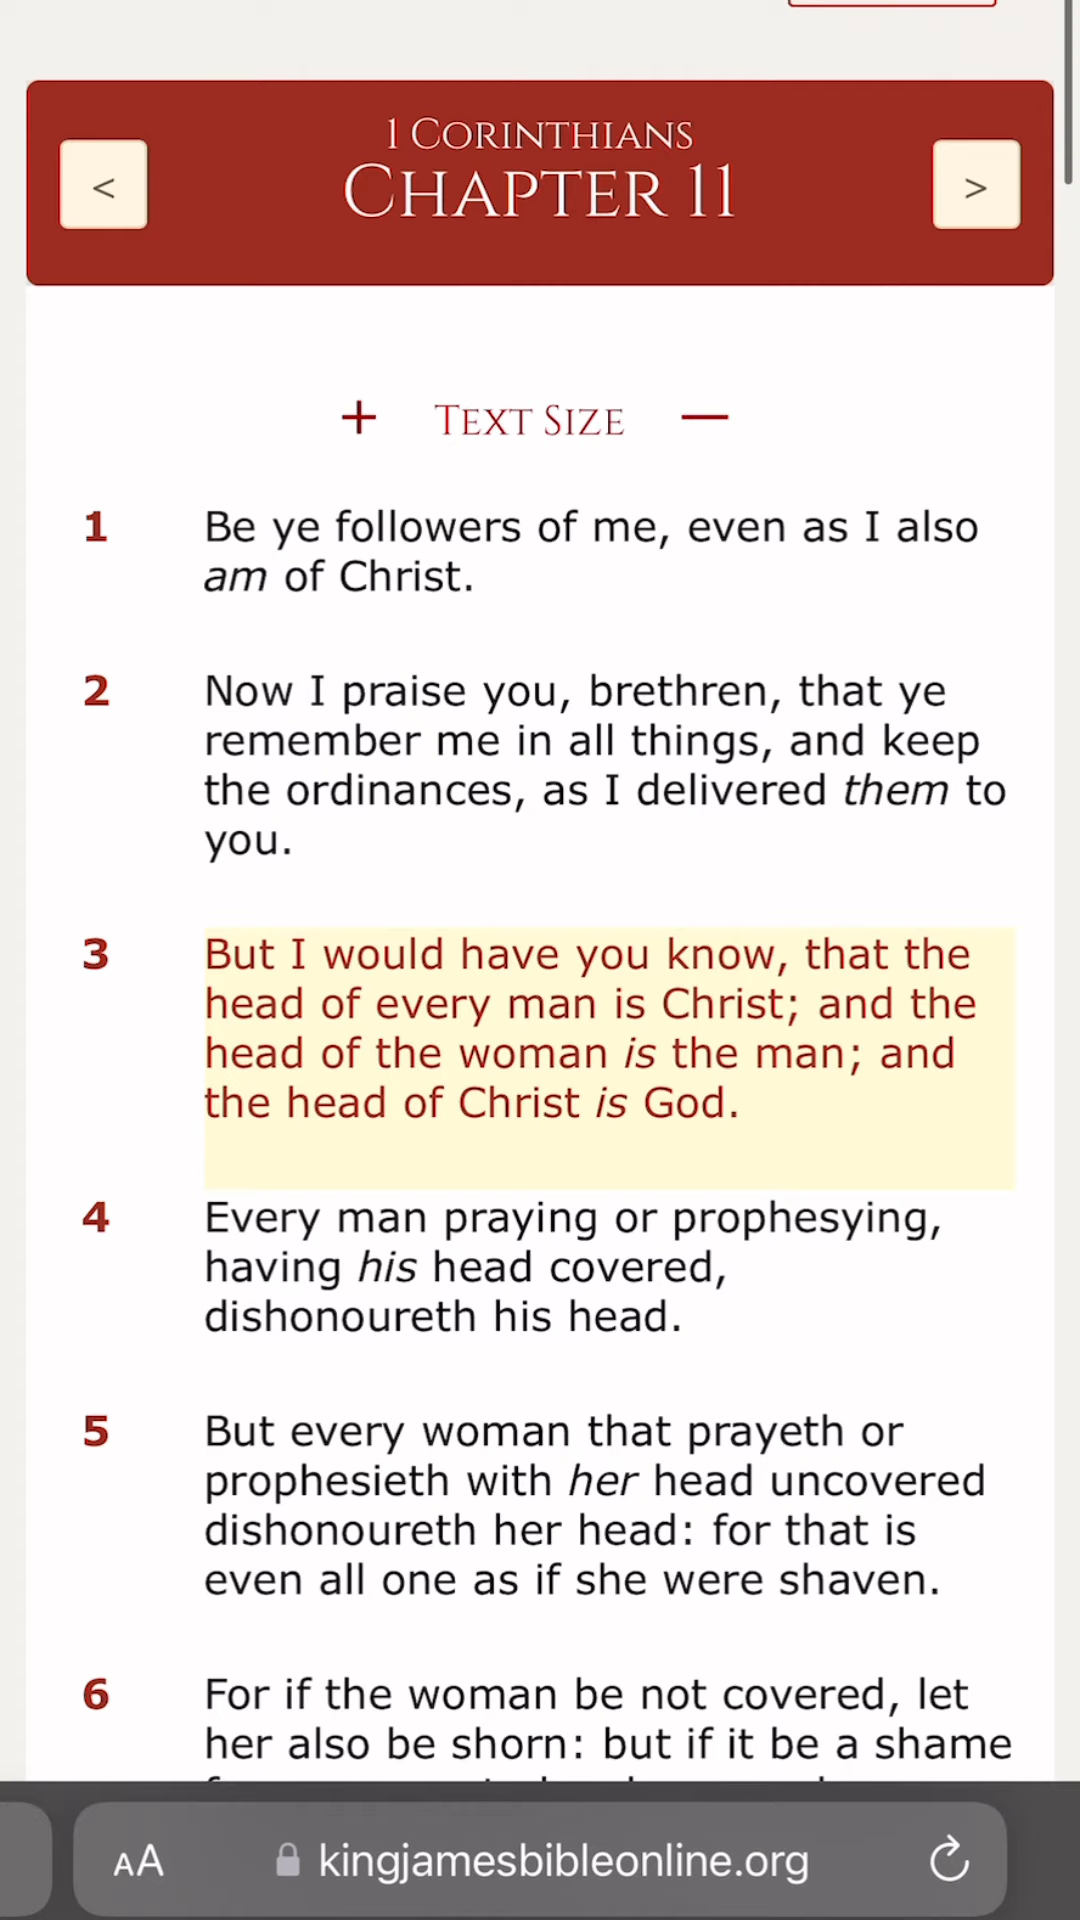 1 Corinthians
Chapter 11
<
>
+ Text Size —
1 Be ye followers of me, even as I also
am of Christ.
2 Now I praise you, brethren, that ye
remember me in all things, and keep
the ordinances, as I delivered them to
you.
3 But I would have you know, that the
head of every man is Christ; and the
head of the woman is the man; and
the head of Christ is God.
4 Every man praying or prophesying,
having his head covered,
dishonoureth his head.
5 But every woman that prayeth or
prophesieth with her head uncovered
dishonoureth her head: for that is
even all one as if she were shaven.
6 For if the woman be not covered, let
her also be shorn: but if it be a shame
AA kingjamesbibleonline.org